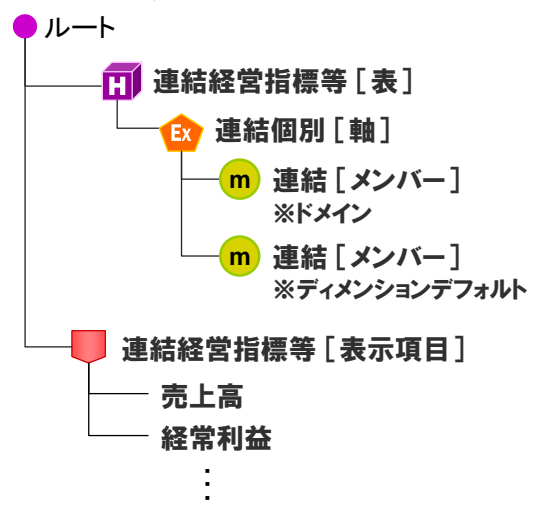 ルート
H 連結経営指標等［表］
Ex 連結個別［軸］
m 連結［メンバー］
※ドメイン
m 連結［メンバー］
※ディメンションデフォルト
連結経営指標等［表示項目］
売上高
経常利益
⋮